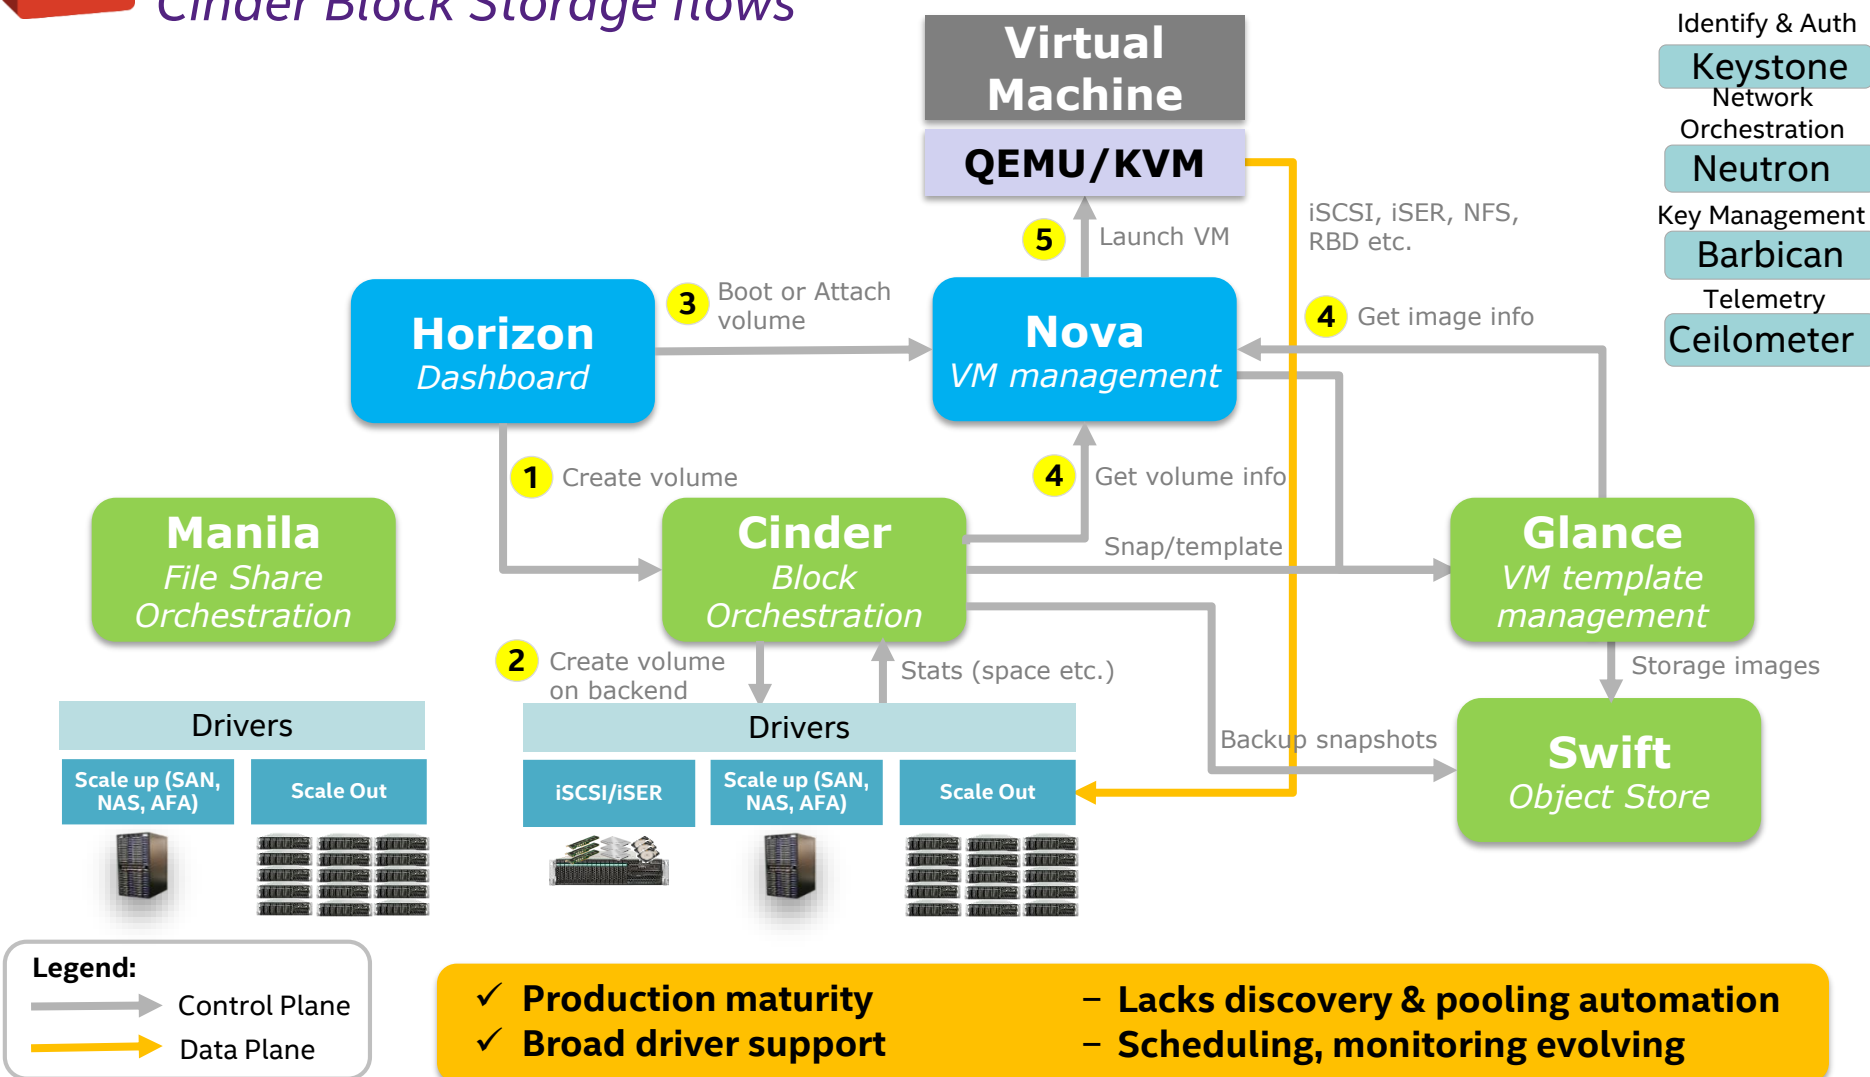 Cinder Block Storage flows
Virtual
Machine
QEMU/KVM
Identify & Auth
Keystone
Network
Orchestration
Neutron
Key Management
Barbican
Telemetry
Ceilometer
iSCSI, iSER, NFS,
RBD etc.
5
Launch VM
Horizon
Dashboard
3
Boot or Attach
volume
Nova
VM management
4
Get image info
1
Create volume
4
Get volume info
Manila
File Share
Orchestration
Cinder
Block
Orchestration
Snap/template
Glance
VM template
management
2
Create volume
on backend
Stats (space etc.)
Storage images
Drivers
Scale up (SAN,
NAS, AFA)
Scale Out
Drivers
iSCSI/iSER
Scale up (SAN,
NAS, AFA)
Scale Out
Backup snapshots
Swift
Object Store
Legend:
Control Plane
Data Plane
✓ Production maturity
✓ Broad driver support
– Lacks discovery & pooling automation
– Scheduling, monitoring evolving